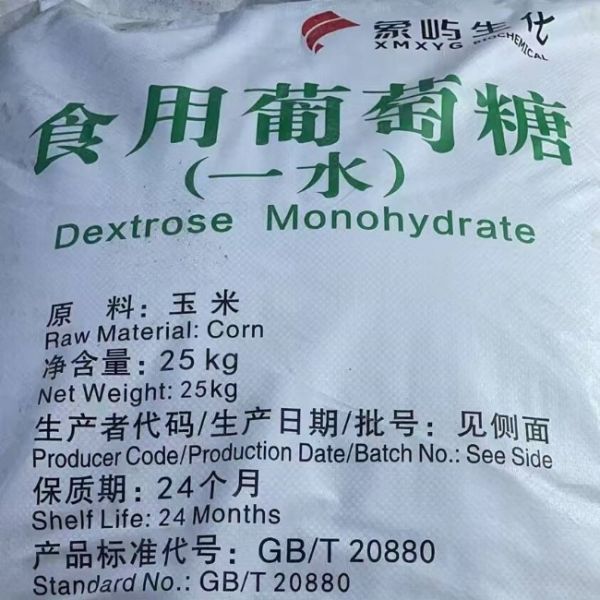 象屿生化
XMXYG BIOCHEMICAL
食用葡萄糖
(一水)
Dextrose Monohydrate
原 料：玉 米
Raw Material: Corn
净含量：25 kg
Net Weight: 25kg
生产者代码/生产日期/批号：见侧面
Producer Code/Production Date/Batch No.: See Side
保质期：24个月
Shelf Life: 24 Months
产品标准代号：GB/T 20880
Standard No.: GB/T 20880